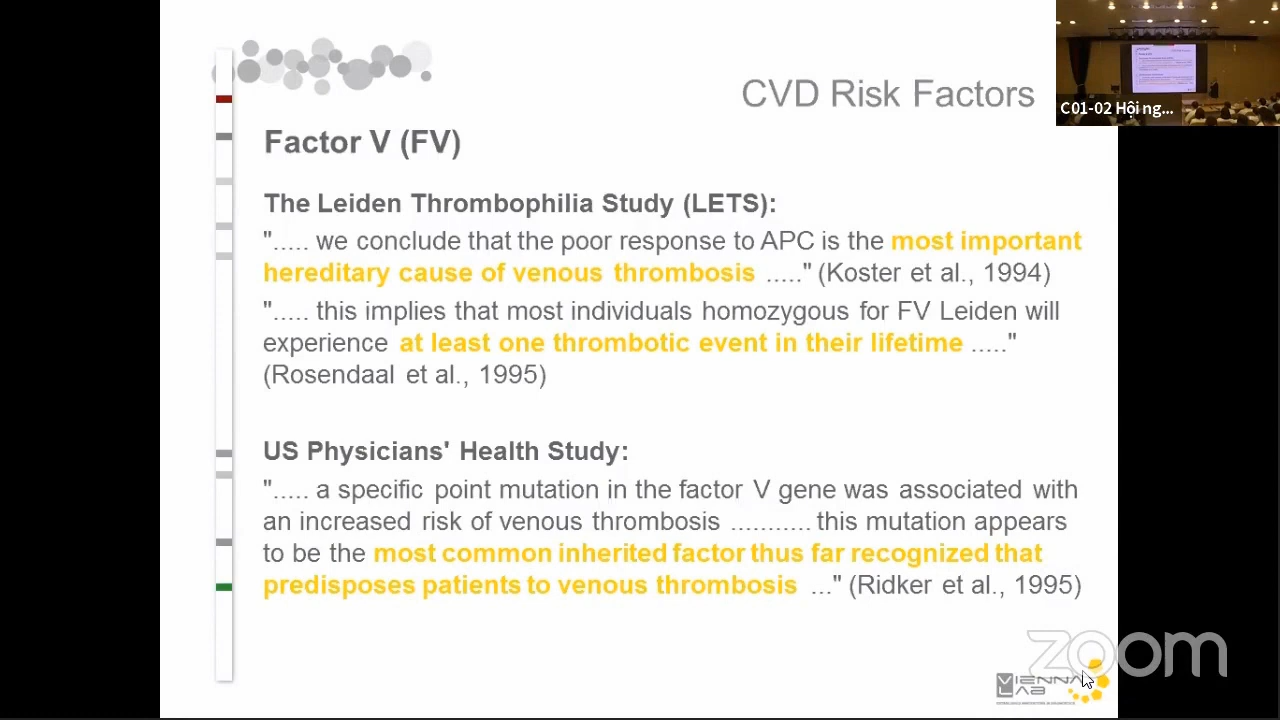 CVD Risk Factors
C01-02 Hội ng...
Factor V (FV)
The Leiden Thrombophilia Study (LETS):
"..... we conclude that the poor response to APC is the most important
hereditary cause of venous thrombosis ....." (Koster et al., 1994)
"..... this implies that most individuals homozygous for FV Leiden will
experience at least one thrombotic event in their lifetime ....."
(Rosendaal et al., 1995)
US Physicians' Health Study:
"..... a specific point mutation in the factor V gene was associated with
an increased risk of venous thrombosis ........... this mutation appears
to be the most common inherited factor thus far recognized that
predisposes patients to venous thrombosis ..." (Ridker et al., 1995)
zoom
VIENNA
LAB